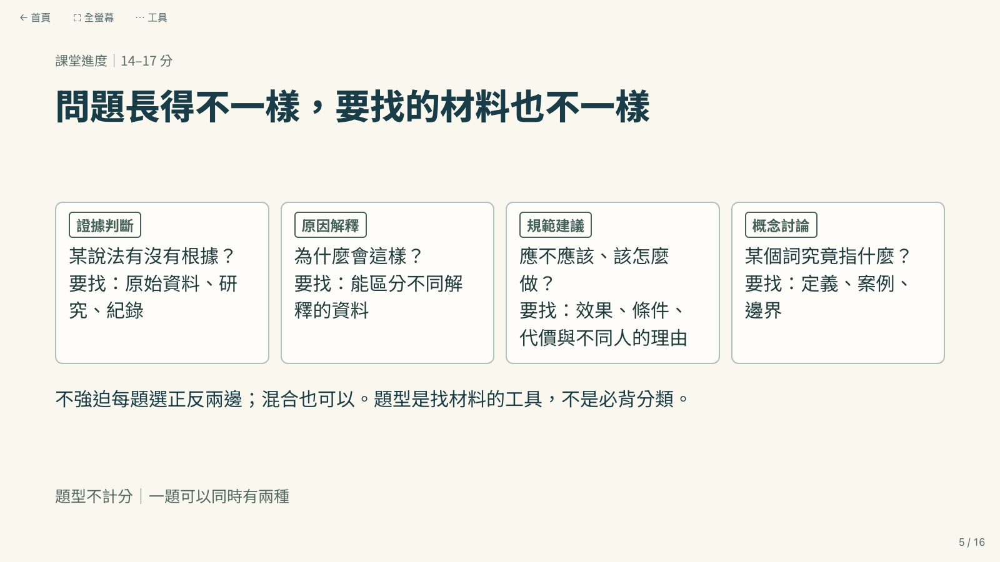 ← 首頁
全螢幕
⋯ 工具
課堂進度｜14–17 分
問題長得不一樣，要找的材料也不一樣
證據判斷
某說法有沒有根據？
要找：原始資料、研
究、紀錄
原因解釋
為什麼會這樣？
要找：能區分不同解
釋的資料
規範建議
應不應該、該怎麼
做？
要找：效果、條件、
代價與不同人的理由
概念討論
某個詞究竟指什麼？
要找：定義、案例、
邊界
不強迫每題選正反兩邊；混合也可以。題型是找材料的工具，不是必背分類。
題型不計分｜一題可以同時有兩種
5 / 16